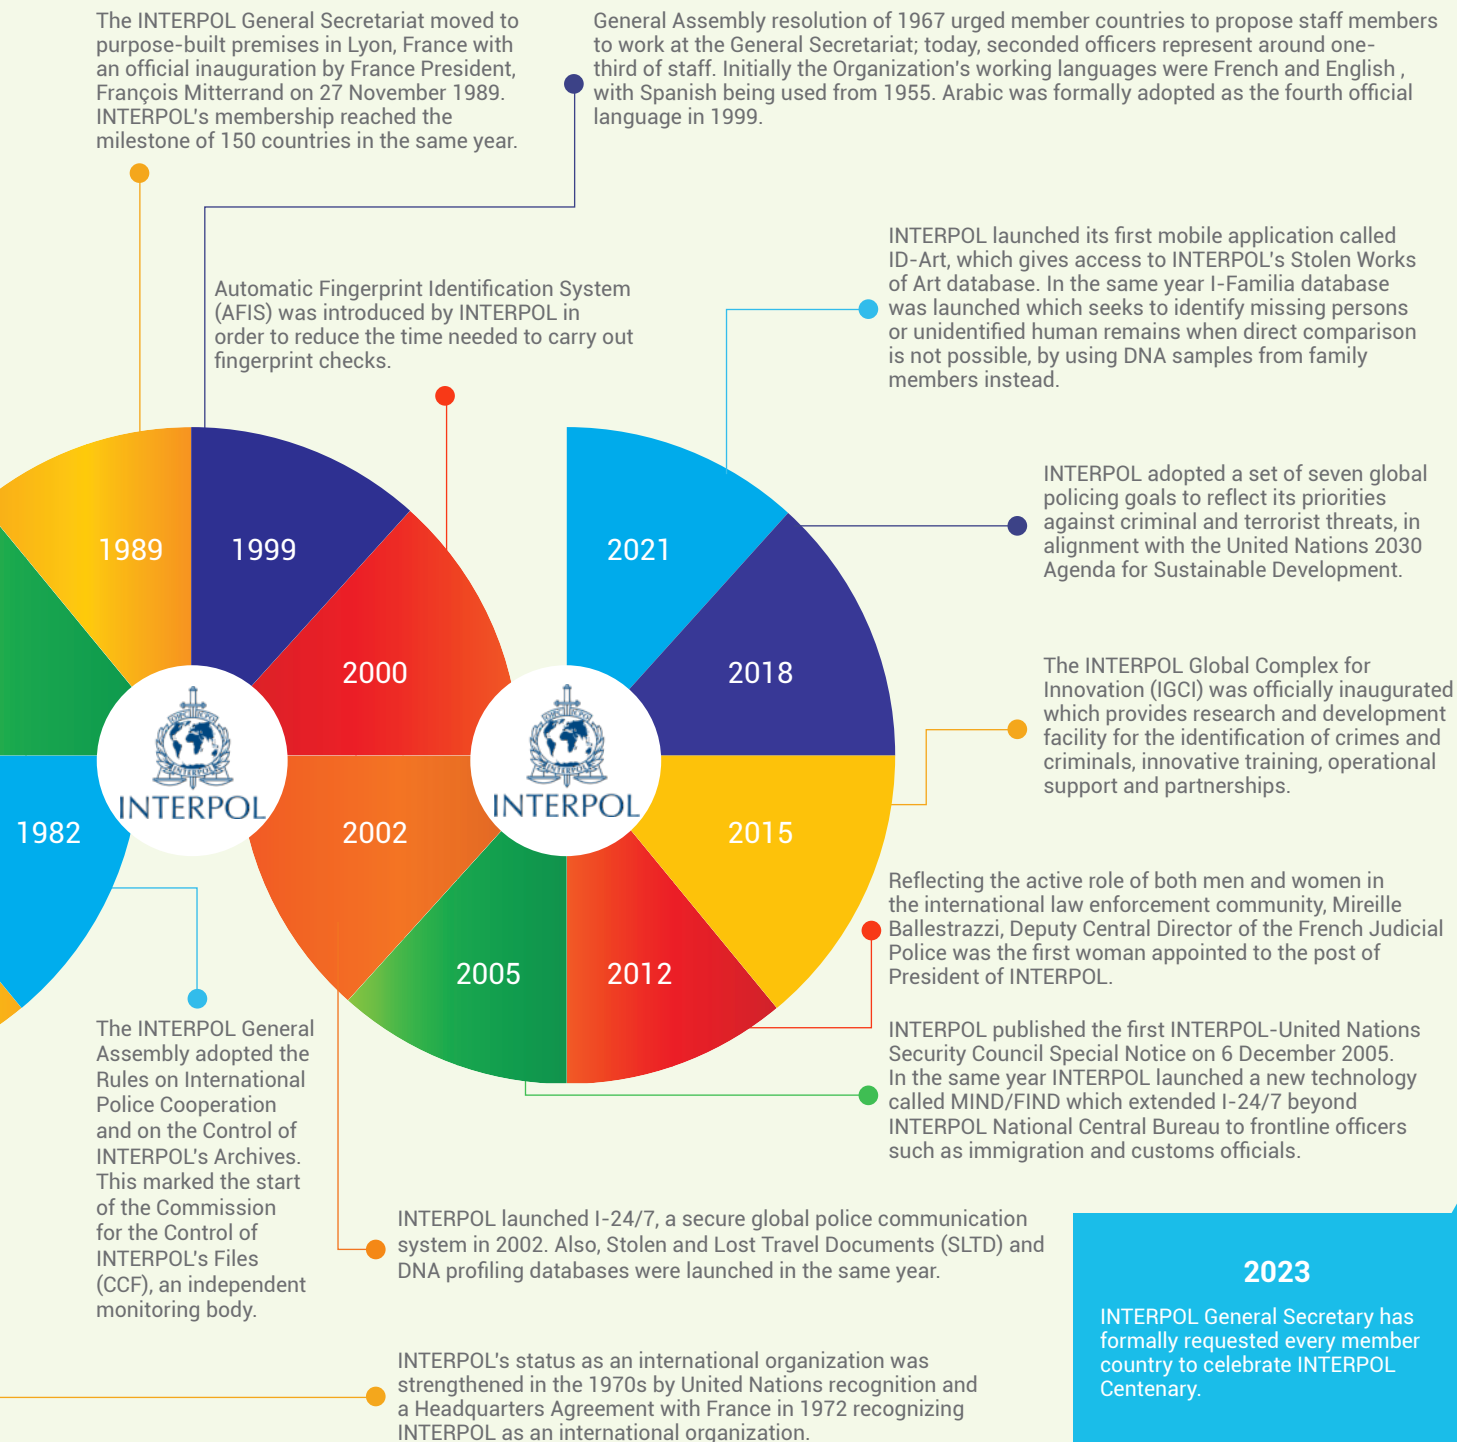 The INTERPOL General Secretariat moved to
purpose-built premises in Lyon, France with
an official inauguration by France President,
François Mitterrand on 27 November 1989.
INTERPOL's membership reached the
milestone of 150 countries in the same year.
General Assembly resolution of 1967 urged member countries to propose staff members
to work at the General Secretariat; today, seconded officers represent around one-
third of staff. Initially the Organization's working languages were French and English ,
with Spanish being used from 1955. Arabic was formally adopted as the fourth official
language in 1999.
INTERPOL launched its first mobile application called
ID-Art, which gives access to INTERPOL's Stolen Works
of Art database. In the same year I-Familia database
was launched which seeks to identify missing persons
or unidentified human remains when direct comparison
is not possible, by using DNA samples from family
members instead.
Automatic Fingerprint Identification System
(AFIS) was introduced by INTERPOL in
order to reduce the time needed to carry out
fingerprint checks.
INTERPOL adopted a set of seven global
policing goals to reflect its priorities
against criminal and terrorist threats, in
alignment with the United Nations 2030
Agenda for Sustainable Development.
1989
1999
2021
2000
2018
The INTERPOL Global Complex for
Innovation (IGCI) was officially inaugurated
which provides research and development
facility for the identification of crimes and
criminals, innovative training, operational
support and partnerships.
INTERPOL
INTERPOL
INTERPOL
INTERPOL
1982
2002
2015
2005
2012
Reflecting the active role of both men and women in
the international law enforcement community, Mireille
Ballestrazzi, Deputy Central Director of the French Judicial
Police was the first woman appointed to the post of
President of INTERPOL.
INTERPOL published the first INTERPOL-United Nations
Security Council Special Notice on 6 December 2005.
In the same year INTERPOL launched a new technology
called MIND/FIND which extended I-24/7 beyond
INTERPOL National Central Bureau to frontline officers
such as immigration and customs officials.
The INTERPOL General
Assembly adopted the
Rules on International
Police Cooperation
and on the Control of
INTERPOL's Archives.
This marked the start
of the Commission
for the Control of
INTERPOL's Files
(CCF), an independent
monitoring body.
INTERPOL launched I-24/7, a secure global police communication
system in 2002. Also, Stolen and Lost Travel Documents (SLTD) and
DNA profiling databases were launched in the same year.
INTERPOL's status as an international organization was
strengthened in the 1970s by United Nations recognition and
a Headquarters Agreement with France in 1972 recognizing
INTERPOL as an international organization.
2023
INTERPOL General Secretary has
formally requested every member
country to celebrate INTERPOL
Centenary.